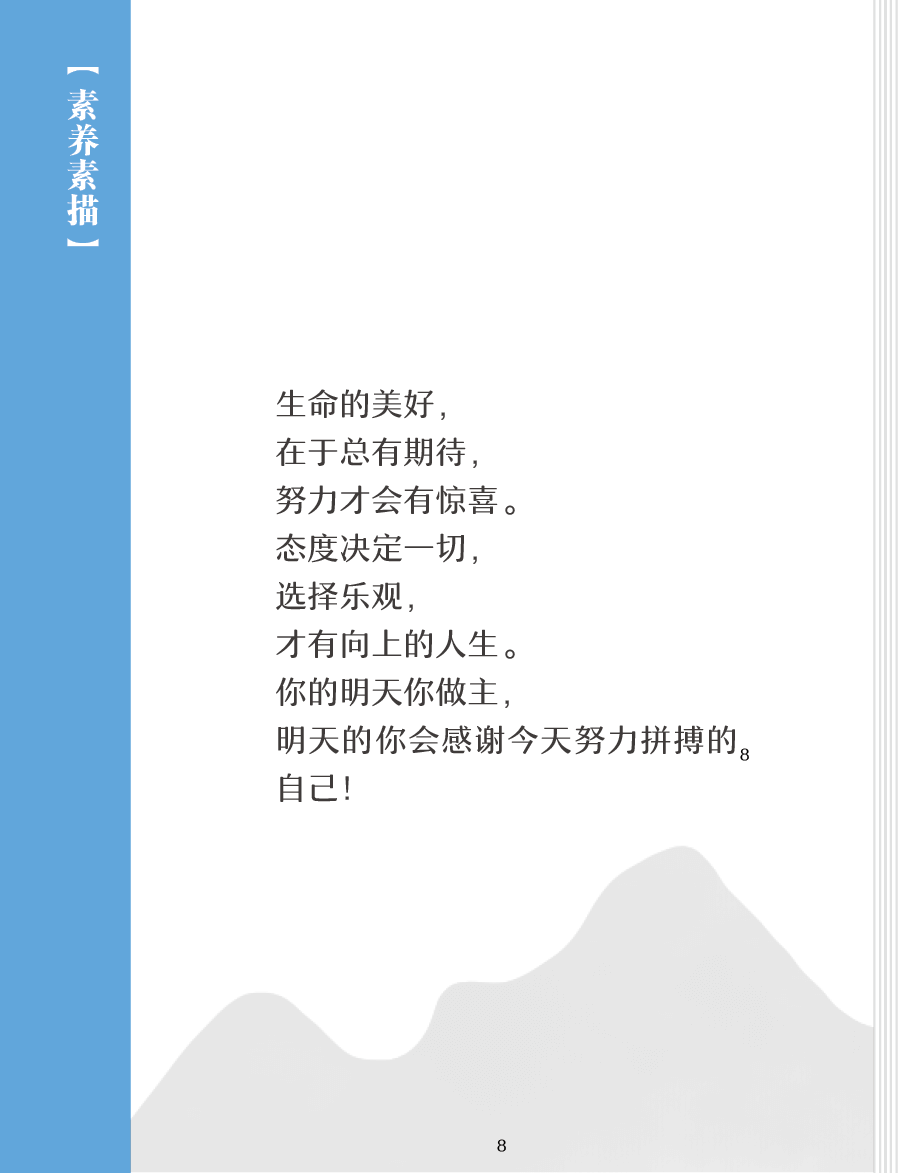 【素养素描】
生命的美好，
在于总有期待，
努力才会有惊喜。
态度决定一切，
选择乐观，
才有向上的人生。
你的明天你做主，
明天的你会感谢今天努力拼搏的
8
自己！
8